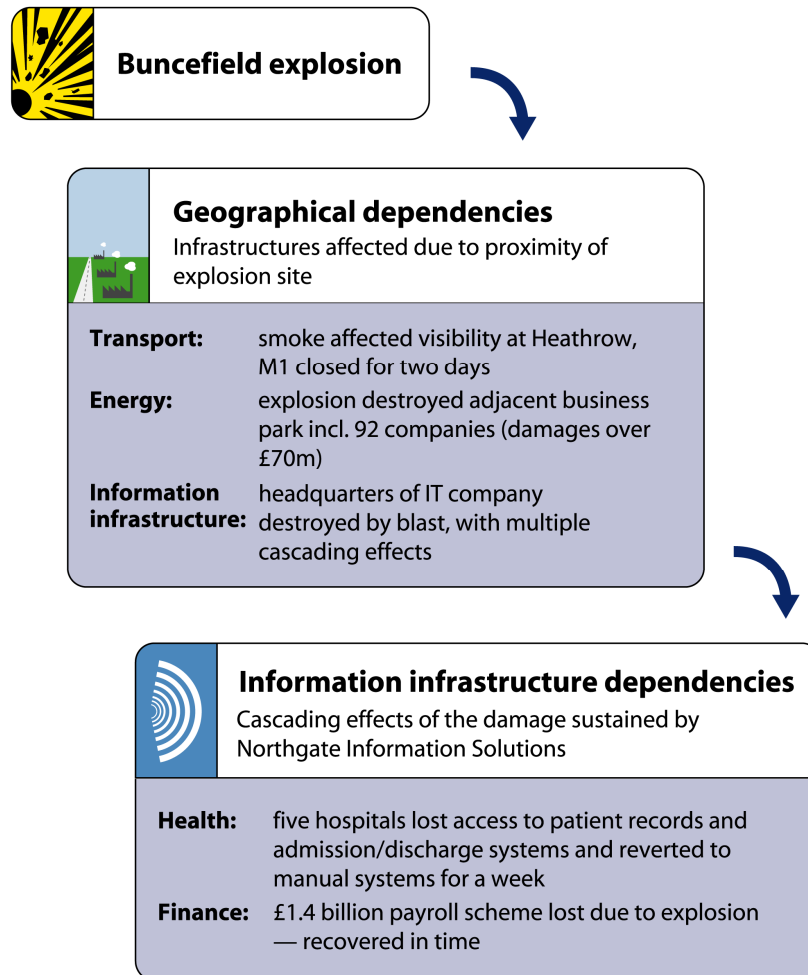 Buncefield explosion
Geographical dependencies
Infrastructures affected due to proximity of
explosion site
Transport: smoke affected visibility at Heathrow,
M1 closed for two days
Energy: explosion destroyed adjacent business
park incl. 92 companies (damages over
£70m)
Information headquarters of IT company
infrastructure: destroyed by blast, with multiple
cascading effects
Information infrastructure dependencies
Cascading effects of the damage sustained by
Northgate Information Solutions
Health: five hospitals lost access to patient records and
admission/discharge systems and reverted to
manual systems for a week
Finance: £1.4 billion payroll scheme lost due to explosion
— recovered in time